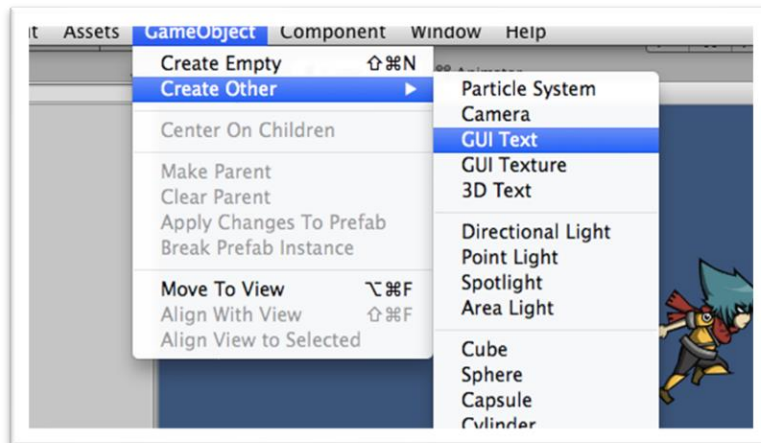 Assets GameObject Component Window Help
Create Empty ⇧⌘N
Create Other ▶
Center On Children
Make Parent
Clear Parent
Apply Changes To Prefab
Break Prefab Instance
Move To View ⌥⌘F
Align With View ⇧⌘F
Align View to Selected
Animator
Particle System
Camera
GUI Text
GUI Texture
3D Text
Directional Light
Point Light
Spotlight
Area Light
Cube
Sphere
Capsule
Cylinder